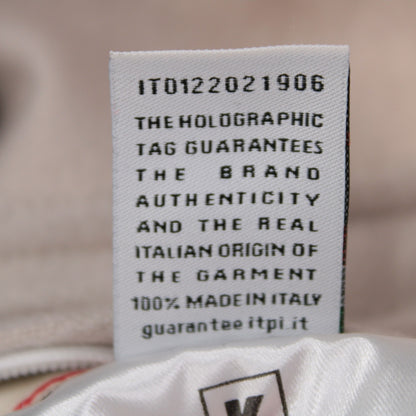 IT0122021906
THE HOLOGRAPHIC
TAG GUARANTEES
THE BRAND
AUTHENTICITY
AND THE REAL
ITALIAN ORIGIN OF
THE GARMENT
100% MADE IN ITALY
guarantee itpi.it
K